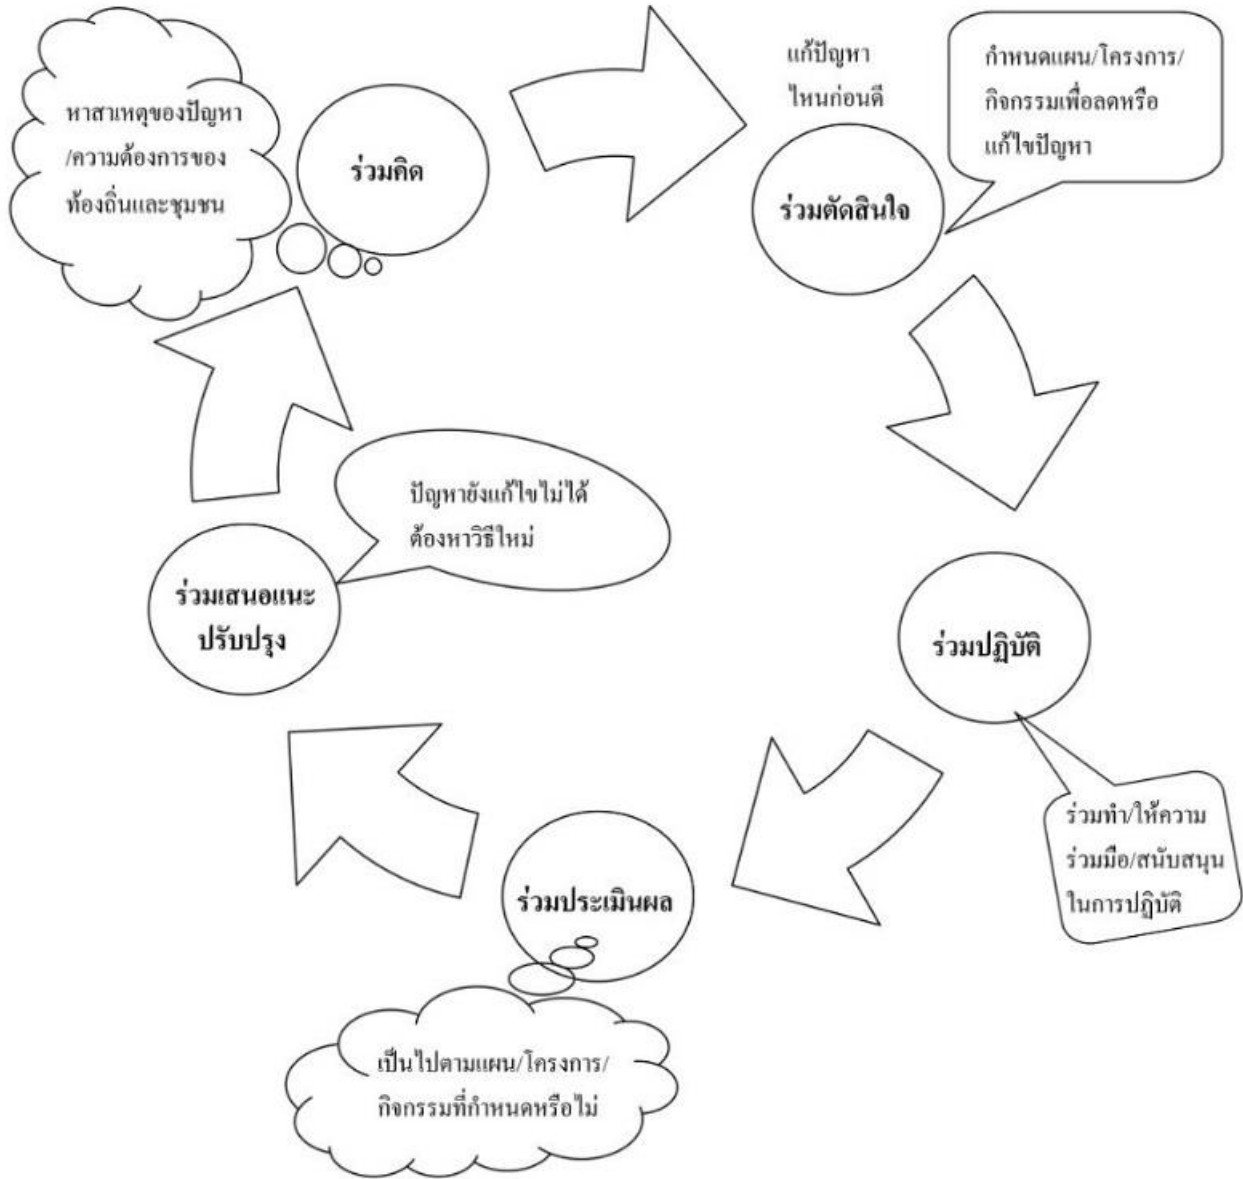 หาสาเหตุของปัญหา
/ความต้องการของ
ท้องถิ่นและชุมชน
ร่วมคิด
แก้ปัญหา
ไหนก่อนดี
กำหนดแผน/โครงการ/
กิจกรรมเพื่อลดหรือ
แก้ไขปัญหา
ร่วมตัดสินใจ
ร่วมปฏิบัติ
ร่วมทำ/ให้ความ
ร่วมมือ/สนับสนุน
ในการปฏิบัติ
ร่วมประเมินผล
เป็นไปตามแผน/โครงการ/
กิจกรรมที่กำหนดหรือไม่
ร่วมเสนอแนะ
ปรับปรุง
ปัญหายังแก้ไขไม่ได้
ต้องหาวิธีใหม่